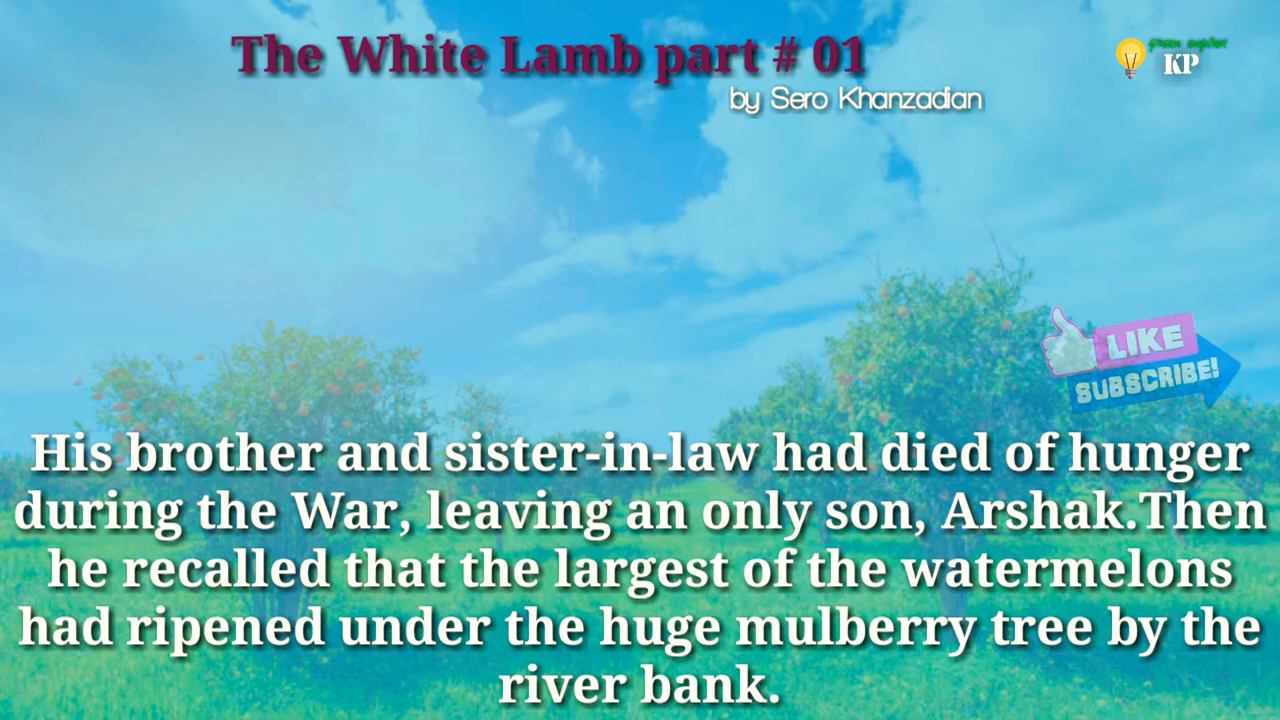 The White Lamb part # 01
by Sero Khanzadian
KP
LIKE
SUBSCRIBE!
His brother and sister-in-law had died of hunger
during the War, leaving an only son, Arshak.Then
he recalled that the largest of the watermelons
had ripened under the huge mulberry tree by the
river bank.